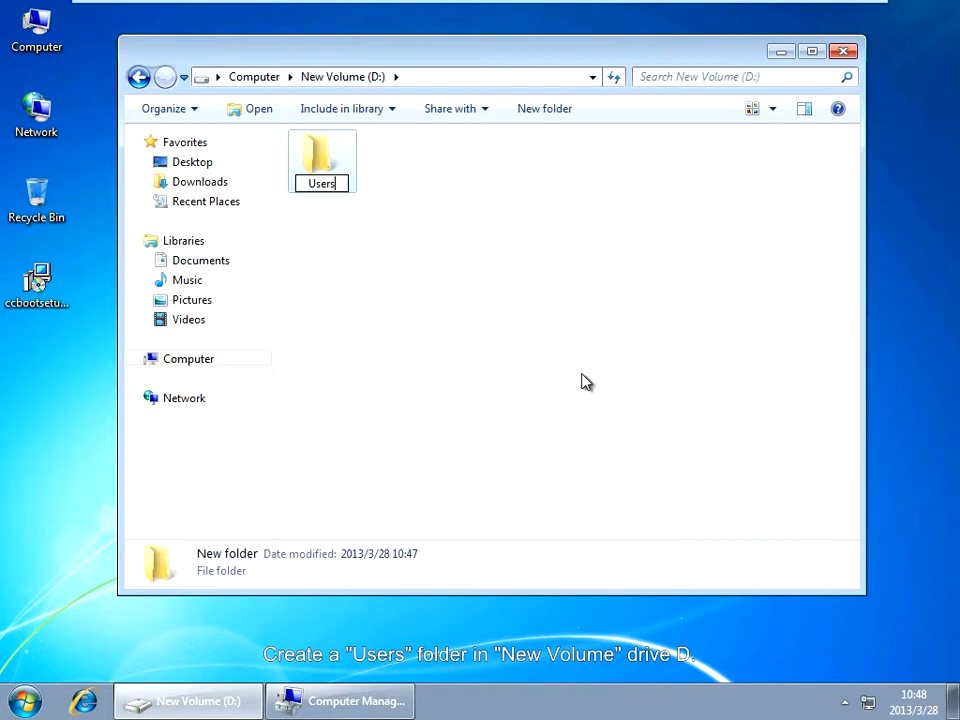 Computer
Network
Recycle Bin
ccbootsetu...
Computer
New Volume (D:)
Search New Volume (D:)
Organize
Open
Include in library
Share with
New folder
Favorites
Desktop
Downloads
Recent Places
Libraries
Documents
Music
Pictures
Videos
Computer
Network
Users
New folder Date modified: 2013/3/28 10:47
File folder
Create a "Users" folder in "New Volume" drive D.
New Volume (D:)
Computer Manag...
10:48
2013/3/28